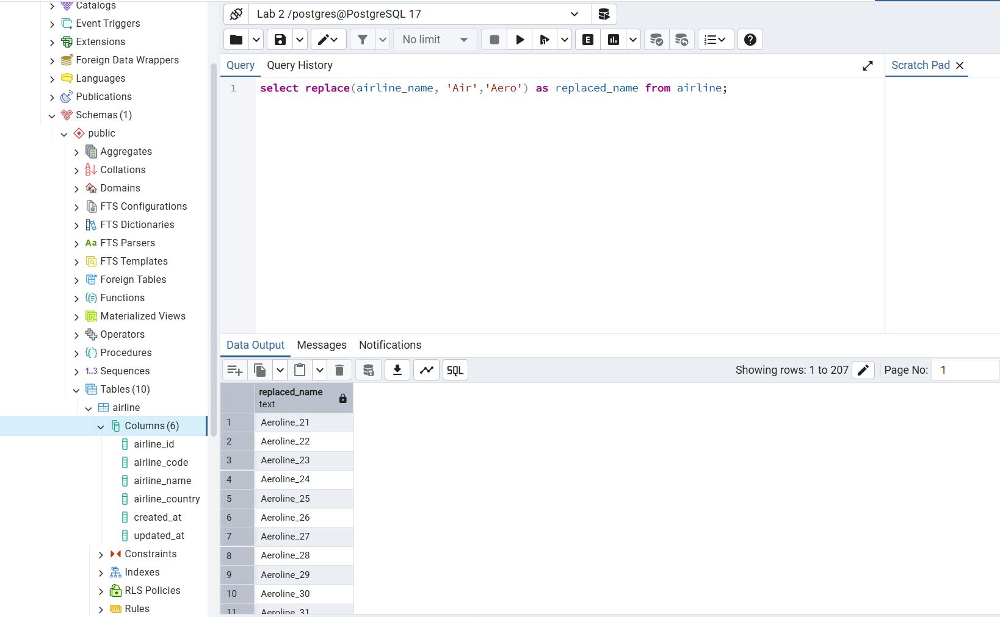 Catalogs
Event Triggers
Extensions
Foreign Data Wrappers
Languages
Publications
Schemas (1)
public
Aggregates
Collations
Domains
FTS Configurations
FTS Dictionaries
Aa FTS Parsers
FTS Templates
Foreign Tables
Functions
Materialized Views
Operators
Procedures
1..3 Sequences
Tables (10)
airline
Columns (6)
airline_id
airline_code
airline_name
airline_country
created_at
updated_at
Constraints
Indexes
RLS Policies
Rules
Lab 2 /postgres@PostgreSQL 17
No limit
E
Query Query History
Scratch Pad
1 select replace(airline_name, 'Air','Aero') as replaced_name from airline;
Data Output Messages Notifications
SQL
Showing rows: 1 to 207
Page No: 1
replaced_name
text
1 Aeroline_21
2 Aeroline_22
3 Aeroline_23
4 Aeroline_24
5 Aeroline_25
6 Aeroline_26
7 Aeroline_27
8 Aeroline_28
9 Aeroline_29
10 Aeroline_30
11 Aeroline_31